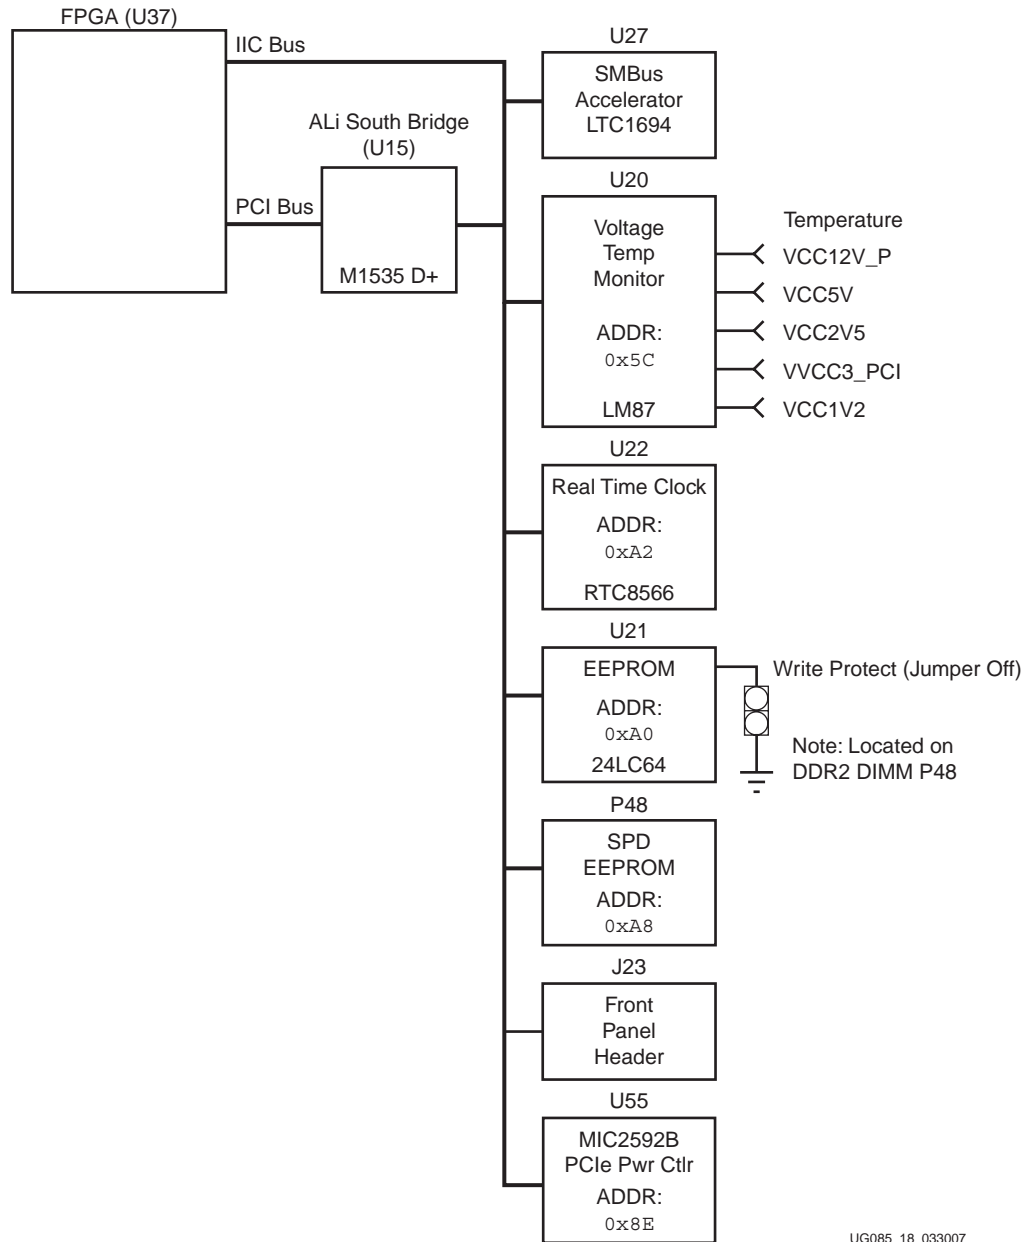 FPGA (U37)
IIC Bus
ALi South Bridge
(U15)
PCI Bus
M1535 D+
U27
SMBus
Accelerator
LTC1694
U20
Voltage
Temp
Monitor
ADDR:
0x5C
LM87
Temperature
VCC12V_P
VCC5V
VCC2V5
VVCC3_PCI
VCC1V2
U22
Real Time Clock
ADDR:
0xA2
RTC8566
U21
EEPROM
ADDR:
0xA0
24LC64
Write Protect (Jumper Off)
Note: Located on
DDR2 DIMM P48
P48
SPD
EEPROM
ADDR:
0xA8
J23
Front
Panel
Header
U55
MIC2592B
PCIe Pwr Ctlr
ADDR:
0x8E
UG085_18_033007